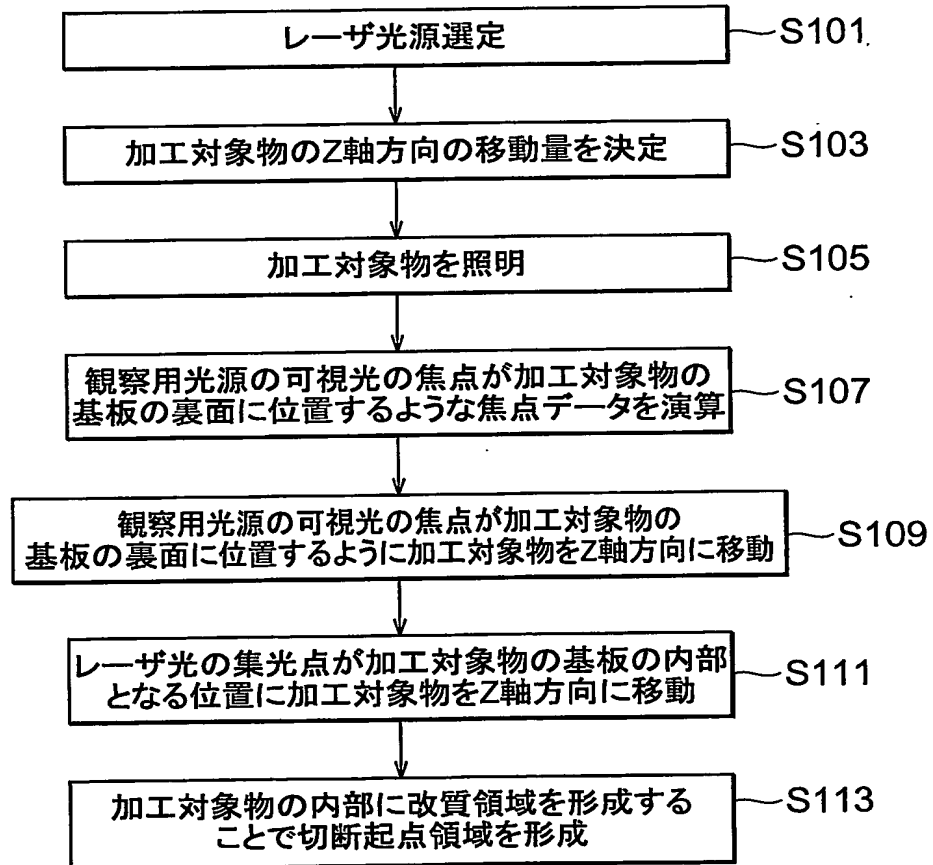 レーザ光源選定
S101
加工対象物のZ軸方向の移動量を決定
S103
加工対象物を照明
S105
観察用光源の可視光の焦点が加工対象物の
基板の裏面に位置するような焦点データを演算
S107
観察用光源の可視光の焦点が加工対象物の
基板の裏面に位置するように加工対象物をZ軸方向に移動
S109
レーザ光の集光点が加工対象物の基板の内部
となる位置に加工対象物をZ軸方向に移動
S111
加工対象物の内部に改質領域を形成する
ことで切断起点領域を形成
S113